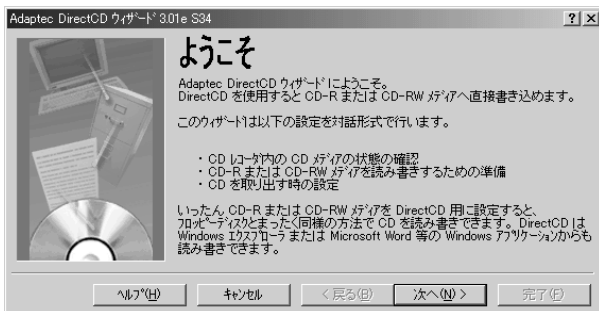 Adaptec DirectCD ウィザード 3.01e S34
ようこそ
Adaptec DirectCD ウィザードにようこそ。
DirectCD を使用すると CD-R または CD-RW メディアへ直接書き込めます。
このウィザードは以下の設定を対話形式で行います。
・ CD レコーダ内の CD メディアの状態の確認
・ CD-R または CD-RW メディアを読み書きするための準備
・ CD を取り出す時の設定
いったん CD-R または CD-RW メディアを DirectCD 用に設定すると、
フロッピーディスクとまったく同様の方法で CD を読み書きできます。DirectCD は
Windows エクスプローラ または Microsoft Word 等の Windows アプリケーションからも
読み書きできます。
ヘルプ(H) キャンセル < 戻る(B) 次へ(N) > 完了(F)